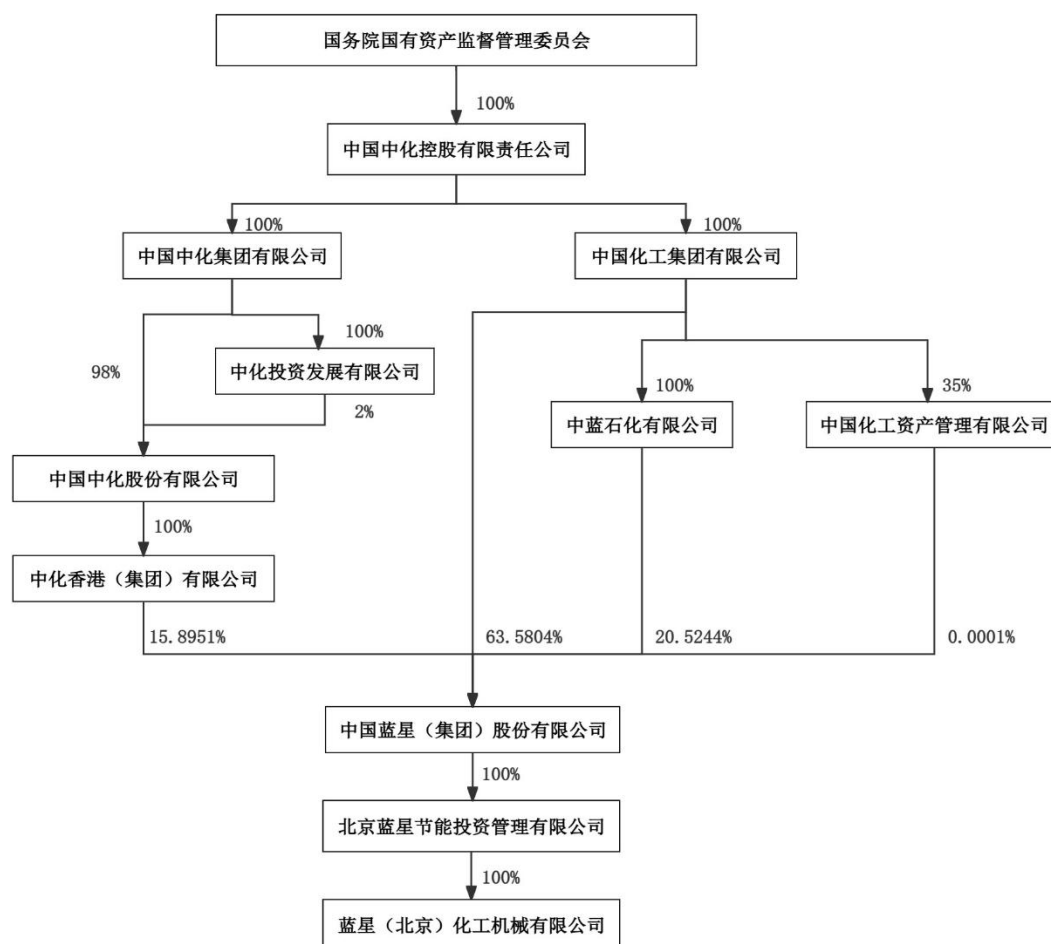 国务院国有资产监督管理委员会
100%
中国中化控股有限责任公司
100%
100%
中国中化集团有限公司
中国化工集团有限公司
100%
98%
中化投资发展有限公司
2%
100%
35%
中蓝石化有限公司
中国化工资产管理有限公司
中国中化股份有限公司
100%
中化香港（集团）有限公司
15.8951%
63.5804%
20.5244%
0.0001%
中国蓝星（集团）股份有限公司
100%
北京蓝星节能投资管理有限公司
100%
蓝星（北京）化工机械有限公司